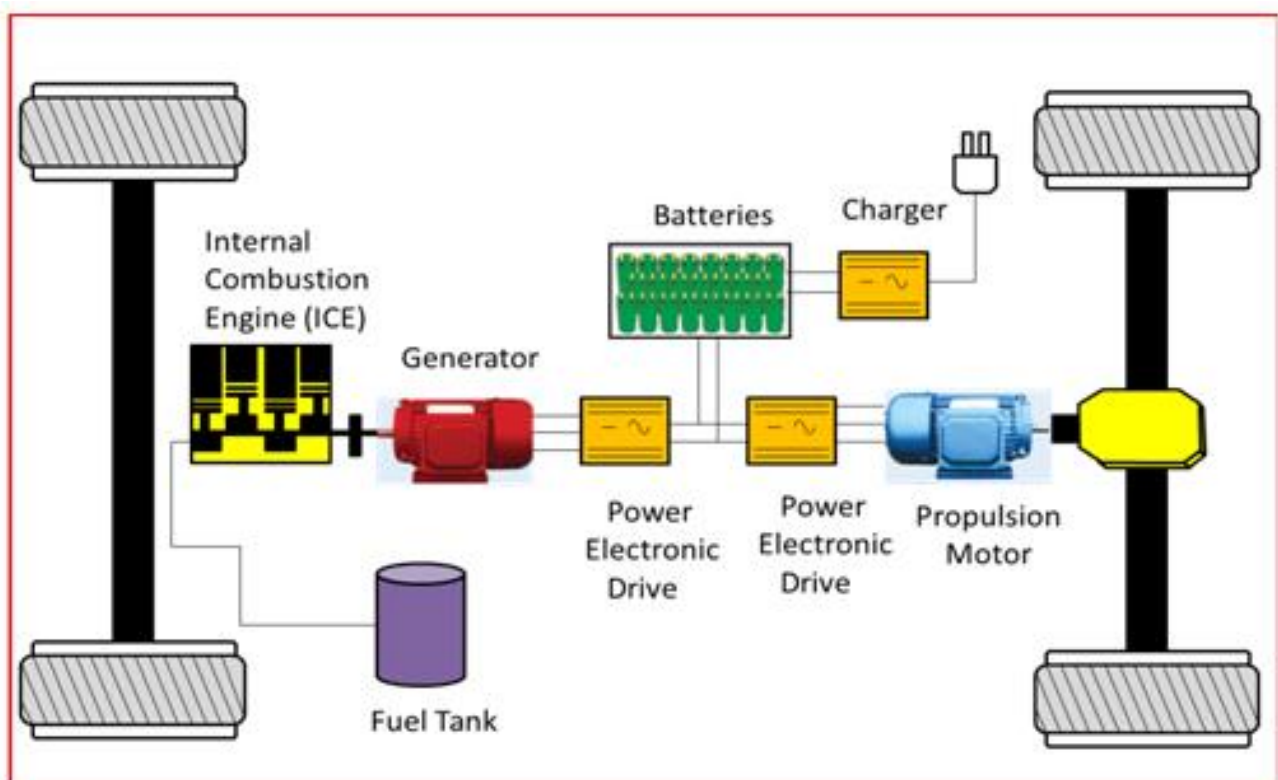 Internal
Combustion
Engine (ICE)
Generator
Batteries
Charger
Power
Electronic
Drive
Power
Electronic
Drive
Propulsion
Motor
Fuel Tank